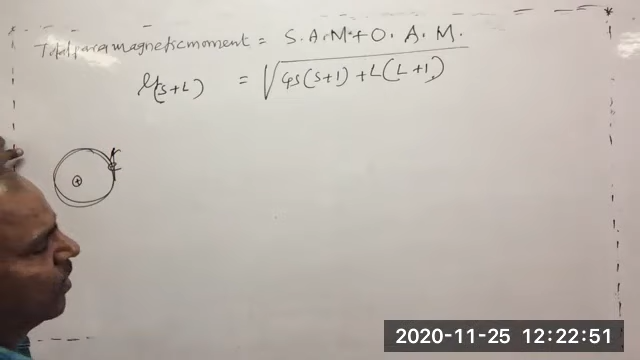 Total paramagnetic moment = S.A.M + O.A.M.
μ(S+L) = √4S(S+1) + L(L+1)
2020-11-25 12:22:51